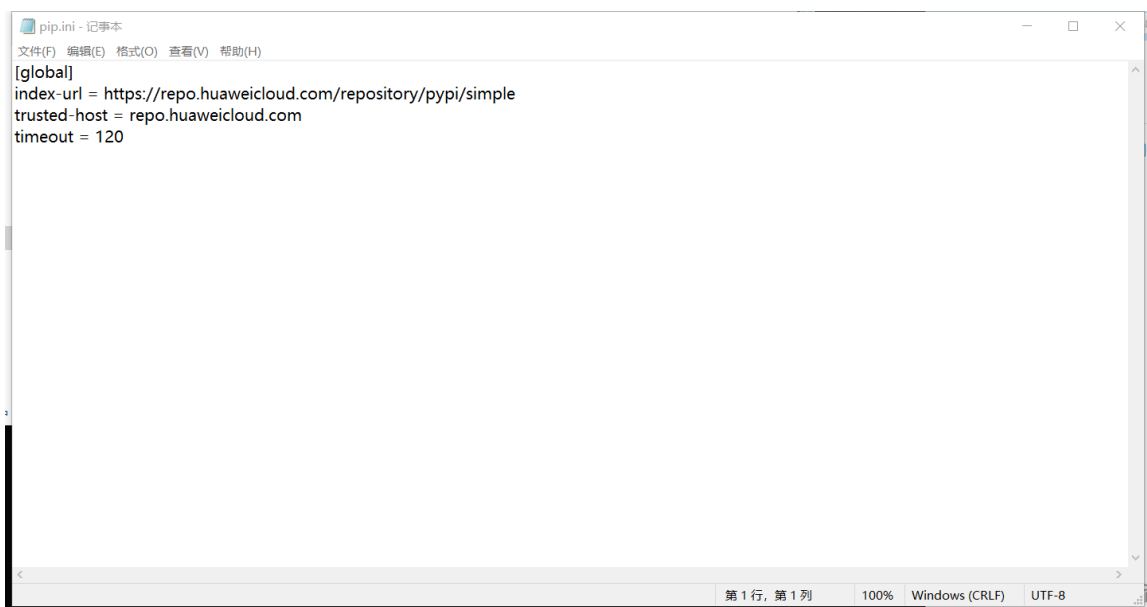 pip.ini - 记事本
文件(F) 编辑(E) 格式(O) 查看(V) 帮助(H)
[global]
index-url = https://repo.huaweicloud.com/repository/pypi/simple
trusted-host = repo.huaweicloud.com
timeout = 120
第 1 行，第 1 列 100% Windows (CRLF) UTF-8